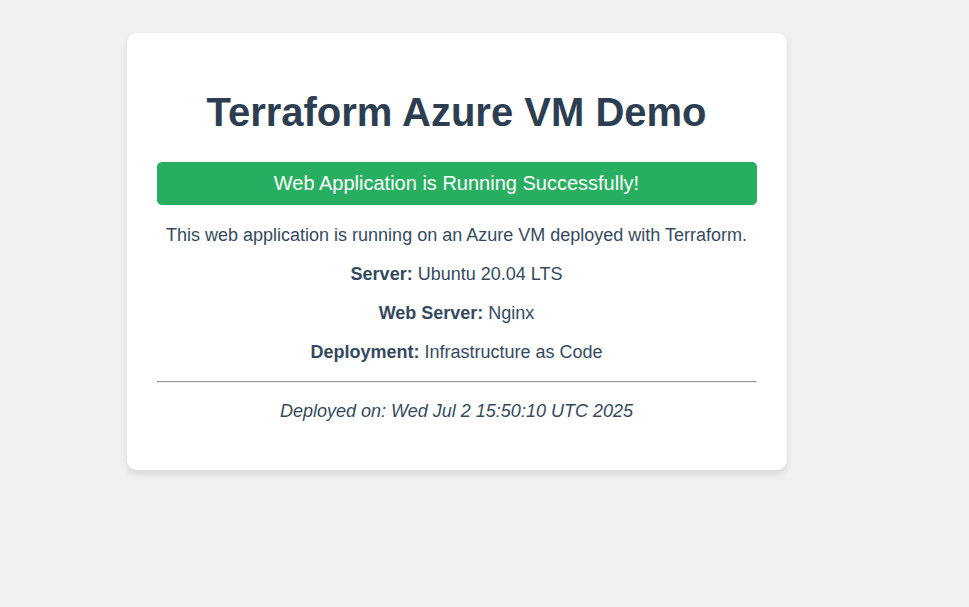 Terraform Azure VM Demo
Web Application is Running Successfully!
This web application is running on an Azure VM deployed with Terraform.
Server: Ubuntu 20.04 LTS
Web Server: Nginx
Deployment: Infrastructure as Code
Deployed on: Wed Jul 2 15:50:10 UTC 2025